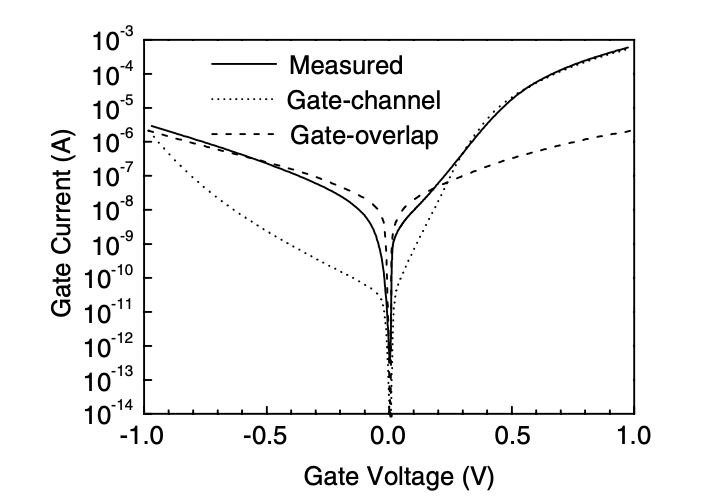 10⁻³
10⁻⁴
10⁻⁵
10⁻⁶
10⁻⁷
10⁻⁸
10⁻⁹
10⁻¹⁰
10⁻¹¹
10⁻¹²
10⁻¹³
10⁻¹⁴
Gate Current (A)
Measured
Gate-channel
Gate-overlap
-1.0 -0.5 0.0 0.5 1.0
Gate Voltage (V)